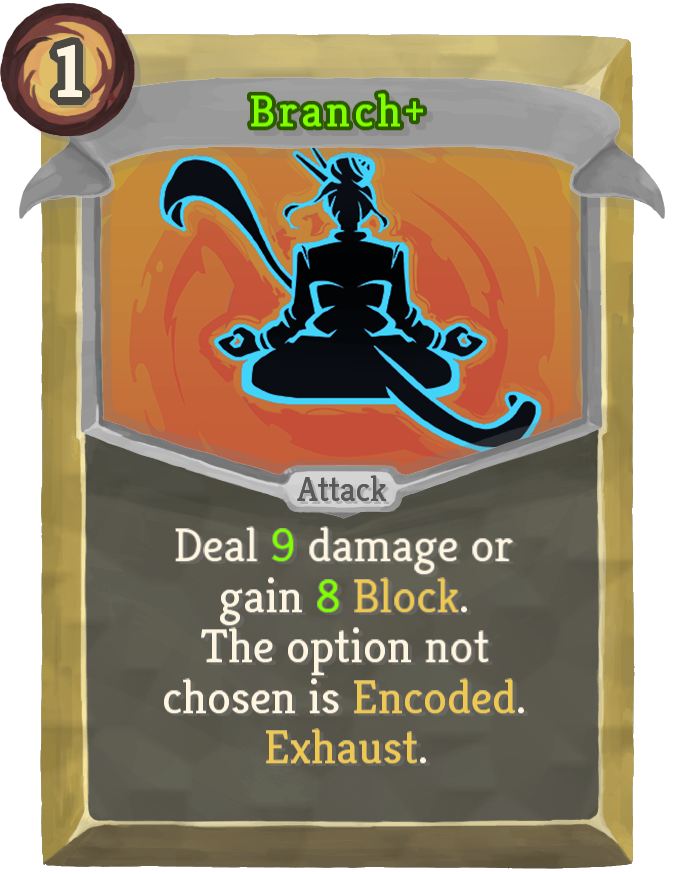 1
Branch+
Attack
Deal 9 damage or
gain 8 Block.
The option not
chosen is Encoded.
Exhaust.